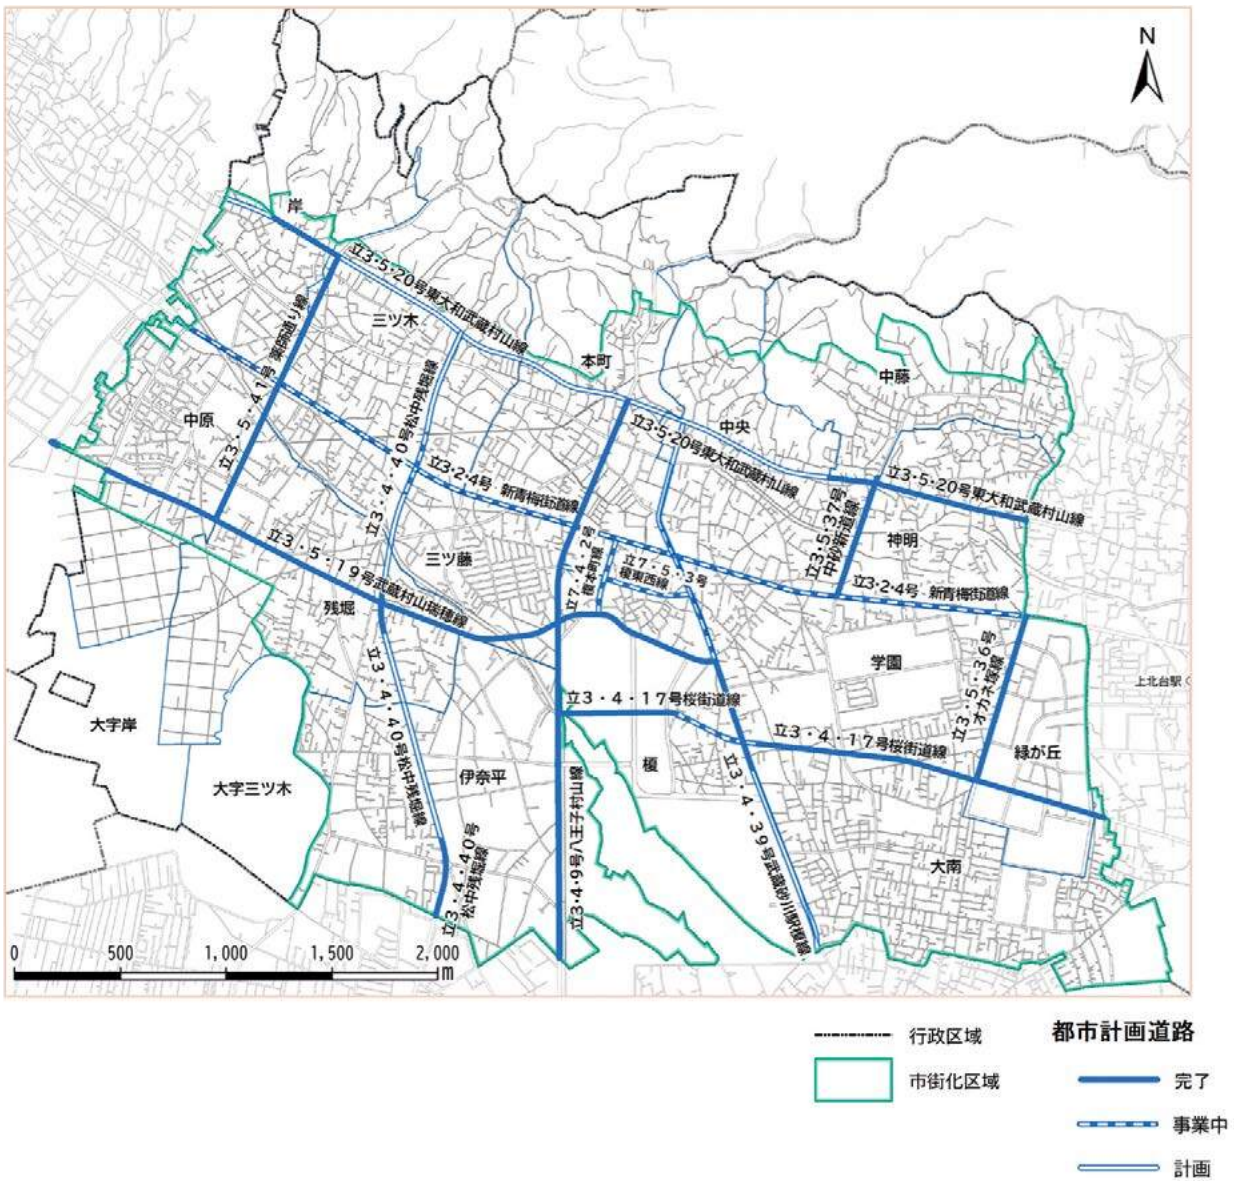 N
岸
立3・5・20号東大和武蔵村山線
三ツ木
本町
中藤
立3・5・41号 薬師通り線
中原
立3・4・40号松中残堀線
中央
立3・5・20号東大和武蔵村山線
立3・2・4号 新青梅街道線
立3・5・20号東大和武蔵村山線
立3・5・37号
中砂新道線
神明
立3・5・19号武蔵村山瑞穂線
三ツ藤
立7・4・2号
榎本町線
立7・5・3号
榎東西線
立3・2・4号 新青梅街道線
残堀
学園
立3・5・36号
オカネ塚線
上北台駅
立3・4・40号松中残堀線
立3・4・17号桜街道線
大字岸
立3・4・17号桜街道線
緑が丘
伊奈平
榎
大字三ツ木
立3・4・9号八王子村山線
立3・4・39号武蔵砂川駅榎線
大南
立3・4・40号
松中残堀線
0 500 1,000 1,500 2,000
m
行政区域
都市計画道路
市街化区域
完了
事業中
計画